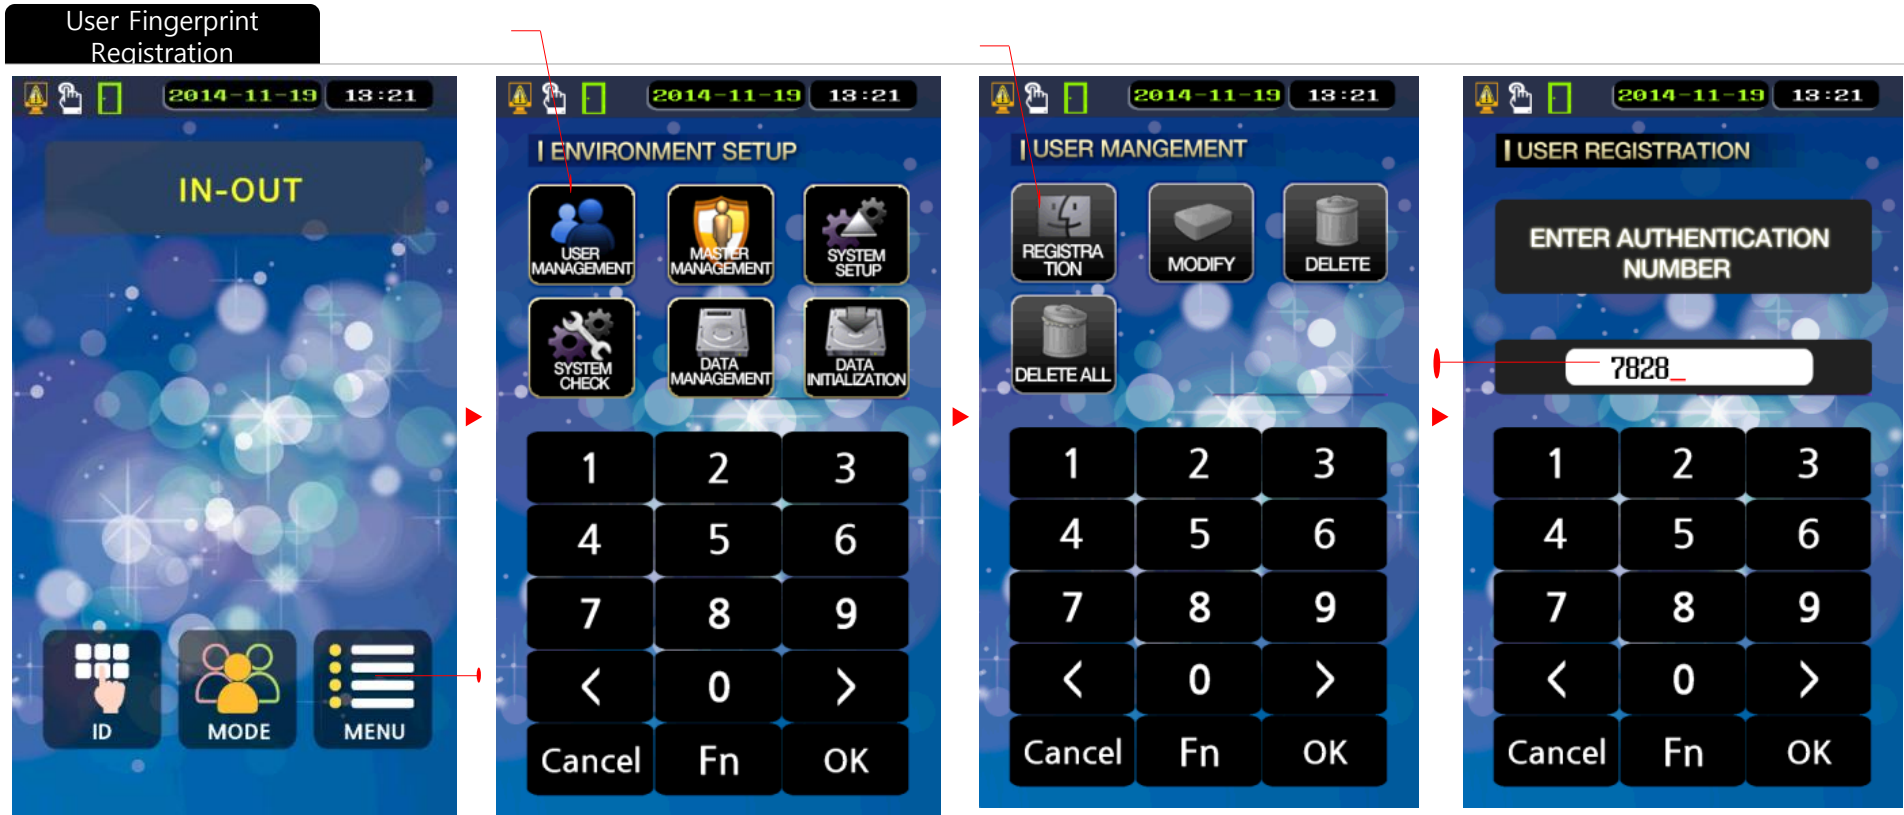 User Fingerprint
Registration
2014-11-19 13:21
IN-OUT
ID
MODE
MENU
2014-11-19 13:21
ENVIRONMENT SETUP
USER
MANAGEMENT
MASTER
MANAGEMENT
SYSTEM
SETUP
SYSTEM
CHECK
DATA
MANAGEMENT
DATA
INITIALIZATION
1 2 3
4 5 6
7 8 9
< 0 >
Cancel Fn OK
2014-11-19 13:21
USER MANGEMENT
REGISTRA
TION
MODIFY
DELETE
DELETE ALL
1 2 3
4 5 6
7 8 9
< 0 >
Cancel Fn OK
2014-11-19 13:21
USER REGISTRATION
ENTER AUTHENTICATION
NUMBER
7828_
1 2 3
4 5 6
7 8 9
< 0 >
Cancel Fn OK